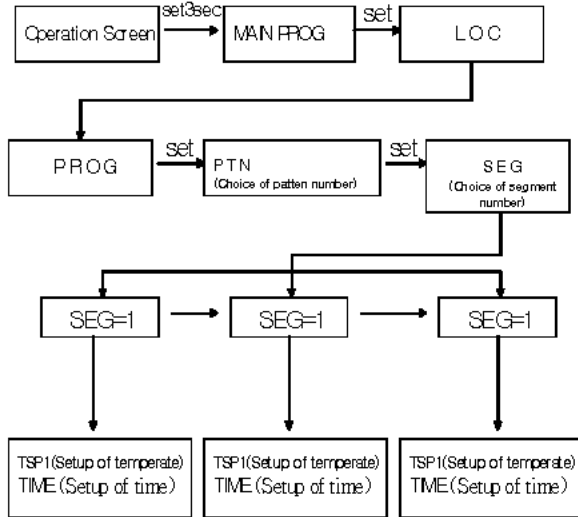 set3sec
set
Operation Screen
MAIN PROG
LOC
set
set
PROG
PTN
(Choice of patten number)
SEG
(Choice of segment
number)
SEG=1
SEG=1
SEG=1
TSP1(Setup of temperate)
TIME(Setup of time)
TSP1(Setup of temperate)
TIME(Setup of time)
TSP1(Setup of temperate)
TIME(Setup of time)